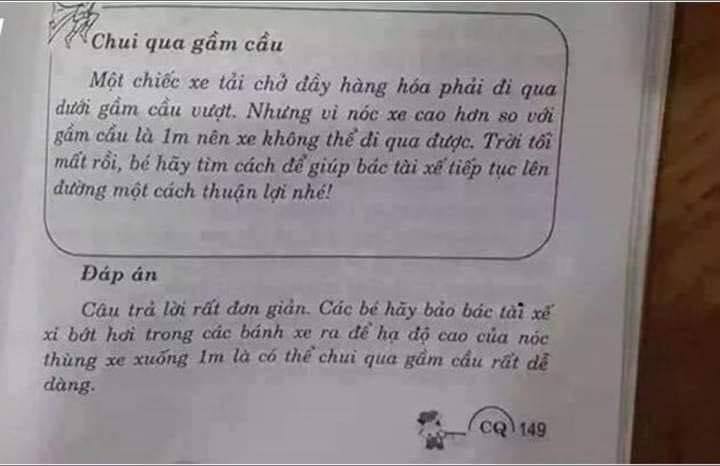 Chui qua gầm cầu
Một chiếc xe tải chở đầy hàng hóa phải đi qua
dưới gầm cầu vượt. Nhưng vì nóc xe cao hơn so với
gầm cầu là 1m nên xe không thể đi qua được. Trời tối
mất rồi, bé hãy tìm cách để giúp bác tài xế tiếp tục lên
đường một cách thuận lợi nhé!
Đáp án
Câu trả lời rất đơn giản. Các bé hãy bảo bác tài xế
xì bớt hơi trong các bánh xe ra để hạ độ cao của nóc
thùng xe xuống 1m là có thể chui qua gầm cầu rất dễ
dàng.
CQ 149